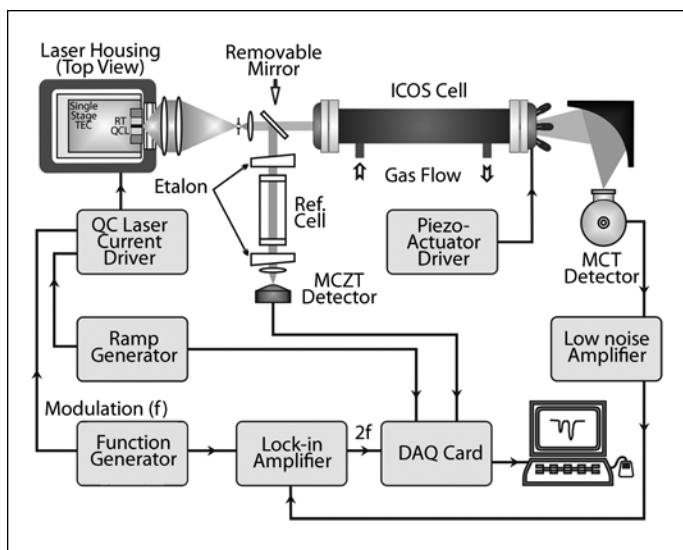 Laser Housing
(Top View)
Removable
Mirror
ICOS Cell
Single
Stage
TEC
RT
QCL
Etalon
Ref.
Cell
Gas Flow
QC Laser
Current
Driver
Piezo-
Actuator
Driver
MCT
Detector
MCZT
Detector
Ramp
Generator
Low noise
Amplifier
Modulation (f)
Function
Generator
Lock-in
Amplifier
2f
DAQ Card